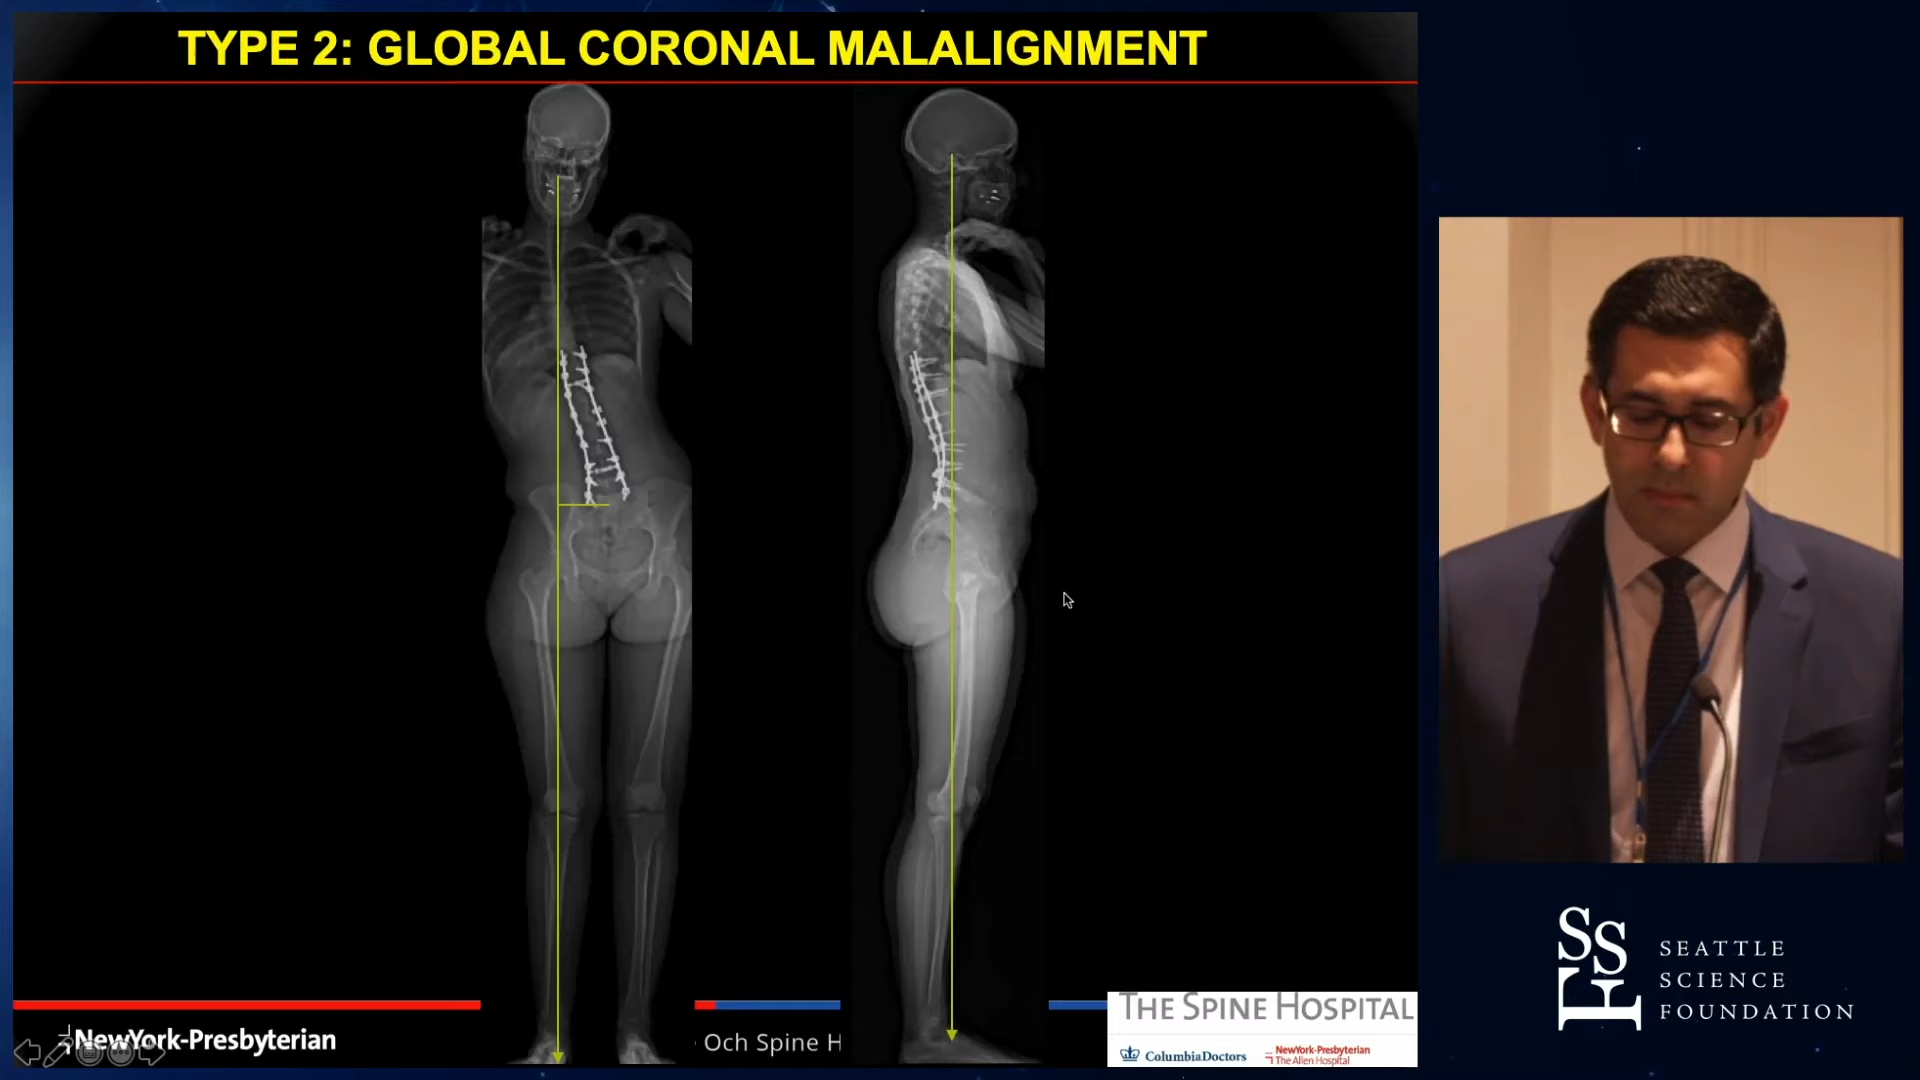 TYPE 2: GLOBAL CORONAL MALALIGNMENT
NewYork-Presbyterian
Och Spine H
THE SPINE HOSPITAL
ColumbiaDoctors
NewYork-Presbyterian
The Allen Hospital
SSF
SEATTLE
SCIENCE
FOUNDATION